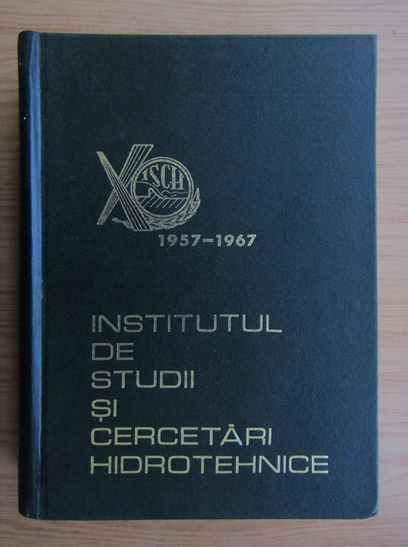 X ISCH
1957-1967
INSTITUTUL
DE
STUDII
ȘI
CERCETĂRI
HIDROTEHNICE